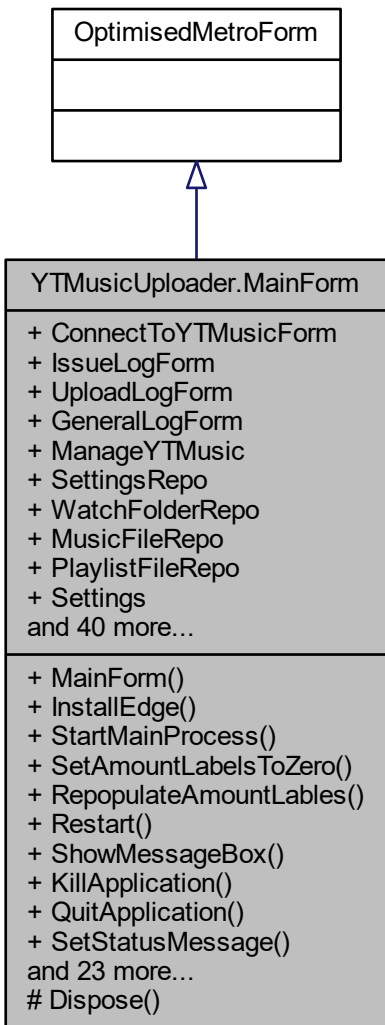 OptimisedMetroForm
YTMusicUploader.MainForm
+ ConnectToYTMusicForm
+ IssueLogForm
+ UploadLogForm
+ GeneralLogForm
+ ManageYTMusic
+ SettingsRepo
+ WatchFolderRepo
+ MusicFileRepo
+ PlaylistFileRepo
+ Settings
and 40 more...
+ MainForm()
+ InstallEdge()
+ StartMainProcess()
+ SetAmountLabelsToZero()
+ RepopulateAmountLables()
+ Restart()
+ ShowMessageBox()
+ KillApplication()
+ QuitApplication()
+ SetStatusMessage()
and 23 more...
# Dispose()